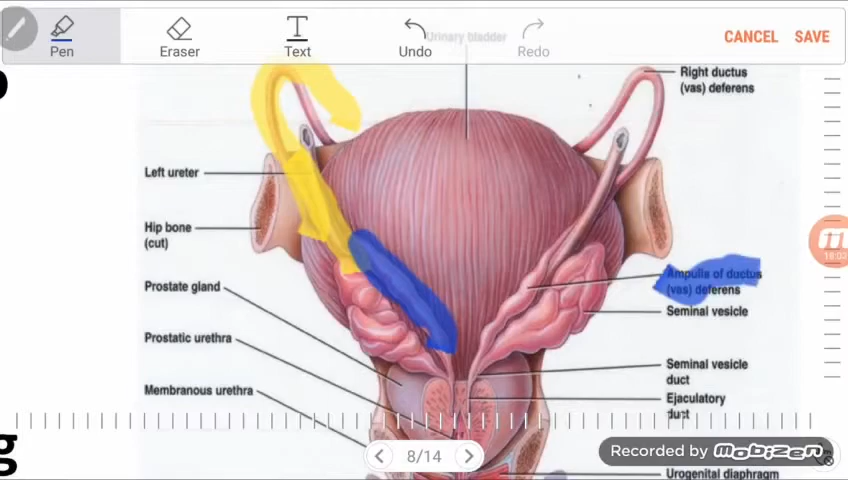 Pen
Eraser
Text
Undo
Redo
CANCEL
SAVE
Urinary bladder
Right ductus
(vas) deferens
Left ureter
Hip bone
(cut)
Ampulla of ductus
(vas) deferens
Prostate gland
Seminal vesicle
Prostatic urethra
Seminal vesicle
duct
Membranous urethra
Ejaculatory
duct
g
8/14
Recorded by MOBIZEN
Urogenital diaphragm